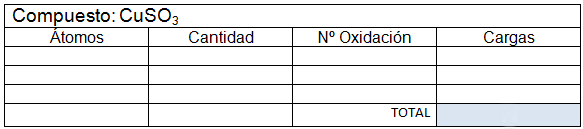 Compuesto: CuSO₃
Átomos Cantidad Nº Oxidación Cargas
TOTAL